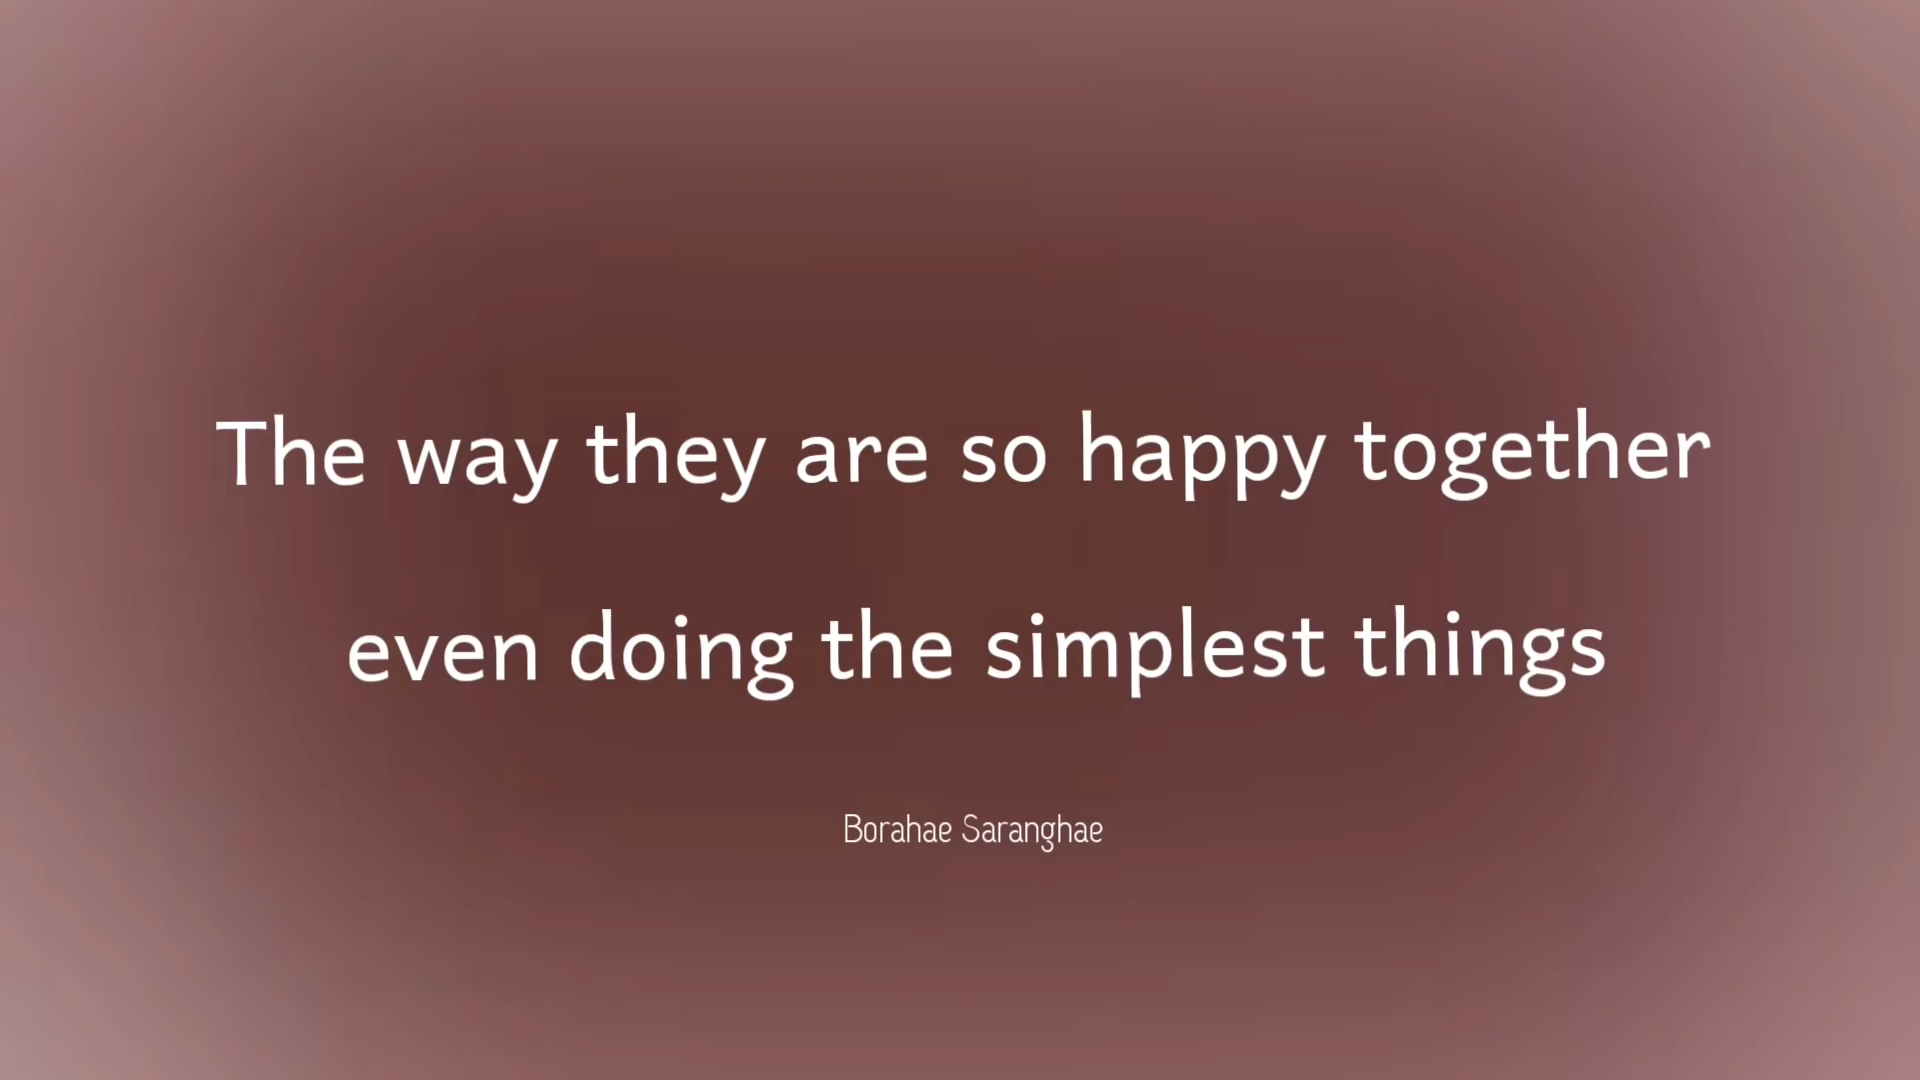 The way they are so happy together
even doing the simplest things
Borahae Saranghae